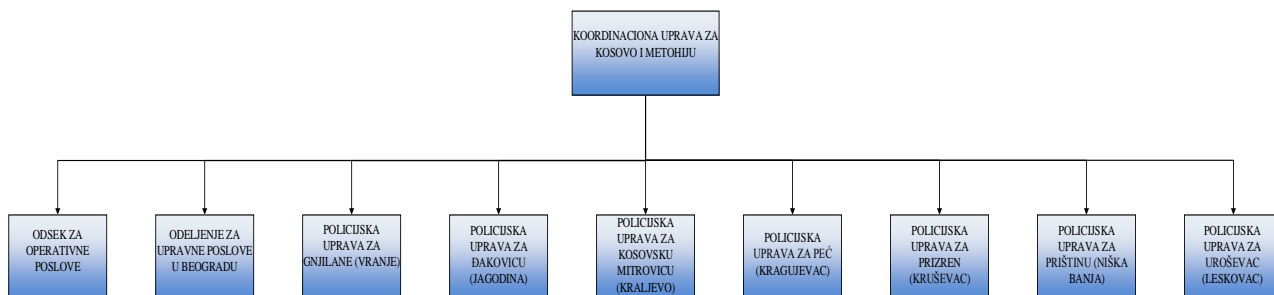 KOORDINACIONA UPRAVA ZA
KOSOVO I METOHIJU
ODSEK ZA
OPERATIVNE
POSLOVE
ODELJENJE ZA
UPRAVNE POSLOVE
U BEOGRADU
POLICIJSKA
UPRAVA ZA
GNJILANE (VRANJE)
POLICIJSKA
UPRAVA ZA
ĐAKOVICU
(JAGODINA)
POLICIJSKA
UPRAVA ZA
KOSOVSKU
MITROVICU
(KRALJEVO)
POLICIJSKA
UPRAVA ZA PEĆ
(KRAGUJEVAC)
POLICIJSKA
UPRAVA ZA
PRIZREN
(KRUŠEVAC)
POLICIJSKA
UPRAVA ZA
PRIŠTINU (NIŠKA
BANJA)
POLICIJSKA
UPRAVA ZA
UROŠEVAC
(LESKOVAC)